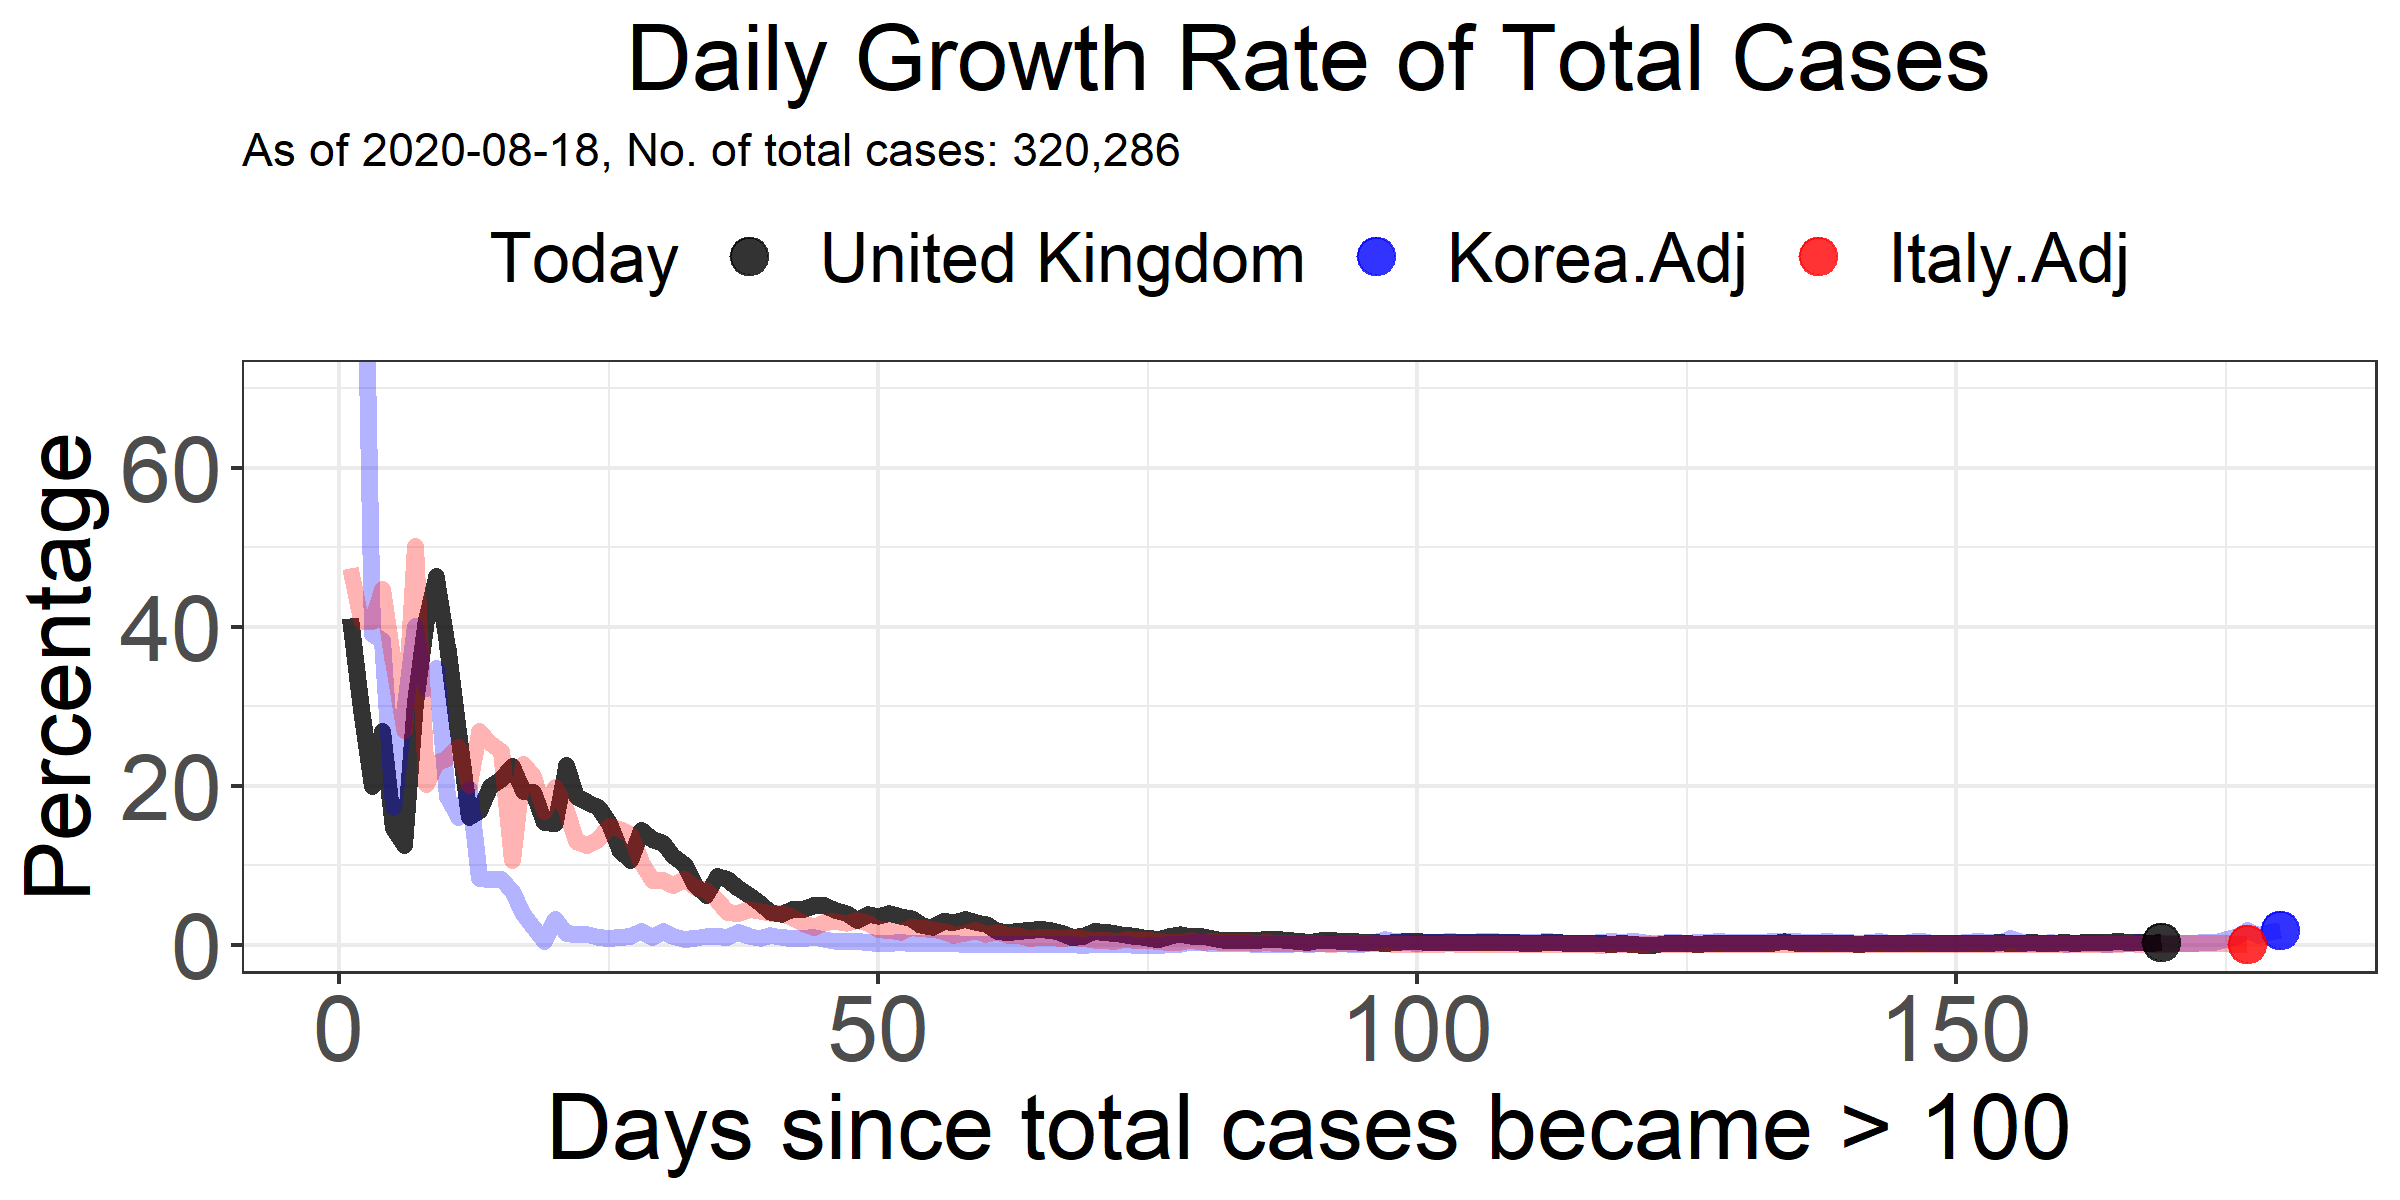 Daily Growth Rate of Total Cases
As of 2020-08-18, No. of total cases: 320,286
Today United Kingdom Korea.Adj Italy.Adj
Percentage
60
40
20
0
0 50 100 150
Days since total cases became > 100